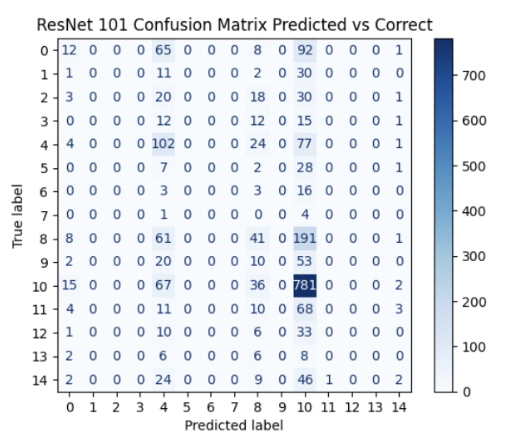 ResNet 101 Confusion Matrix Predicted vs Correct
0 12 0 0 0 65 0 0 0 8 0 92 0 0 0 1
1 1 0 0 0 11 0 0 0 2 0 30 0 0 0 0
2 3 0 0 0 20 0 0 0 18 0 30 0 0 0 1
3 0 0 0 0 12 0 0 0 12 0 15 0 0 0 1
4 4 0 0 0 102 0 0 0 24 0 77 0 0 0 1
5 0 0 0 0 7 0 0 0 2 0 28 0 0 0 1
6 0 0 0 0 3 0 0 0 3 0 16 0 0 0 0
7 0 0 0 0 1 0 0 0 0 0 4 0 0 0 0
8 8 0 0 0 61 0 0 0 41 0 191 0 0 0 1
9 2 0 0 0 20 0 0 0 10 0 53 0 0 0 0
10 15 0 0 0 67 0 0 0 36 0 781 0 0 0 2
11 4 0 0 0 11 0 0 0 10 0 68 0 0 0 3
12 1 0 0 0 10 0 0 0 6 0 33 0 0 0 0
13 2 0 0 0 6 0 0 0 6 0 8 0 0 0 0
14 2 0 0 0 24 0 0 0 9 0 46 1 0 0 2
0 1 2 3 4 5 6 7 8 9 10 11 12 13 14
Predicted label
True label
700
600
500
400
300
200
100
0